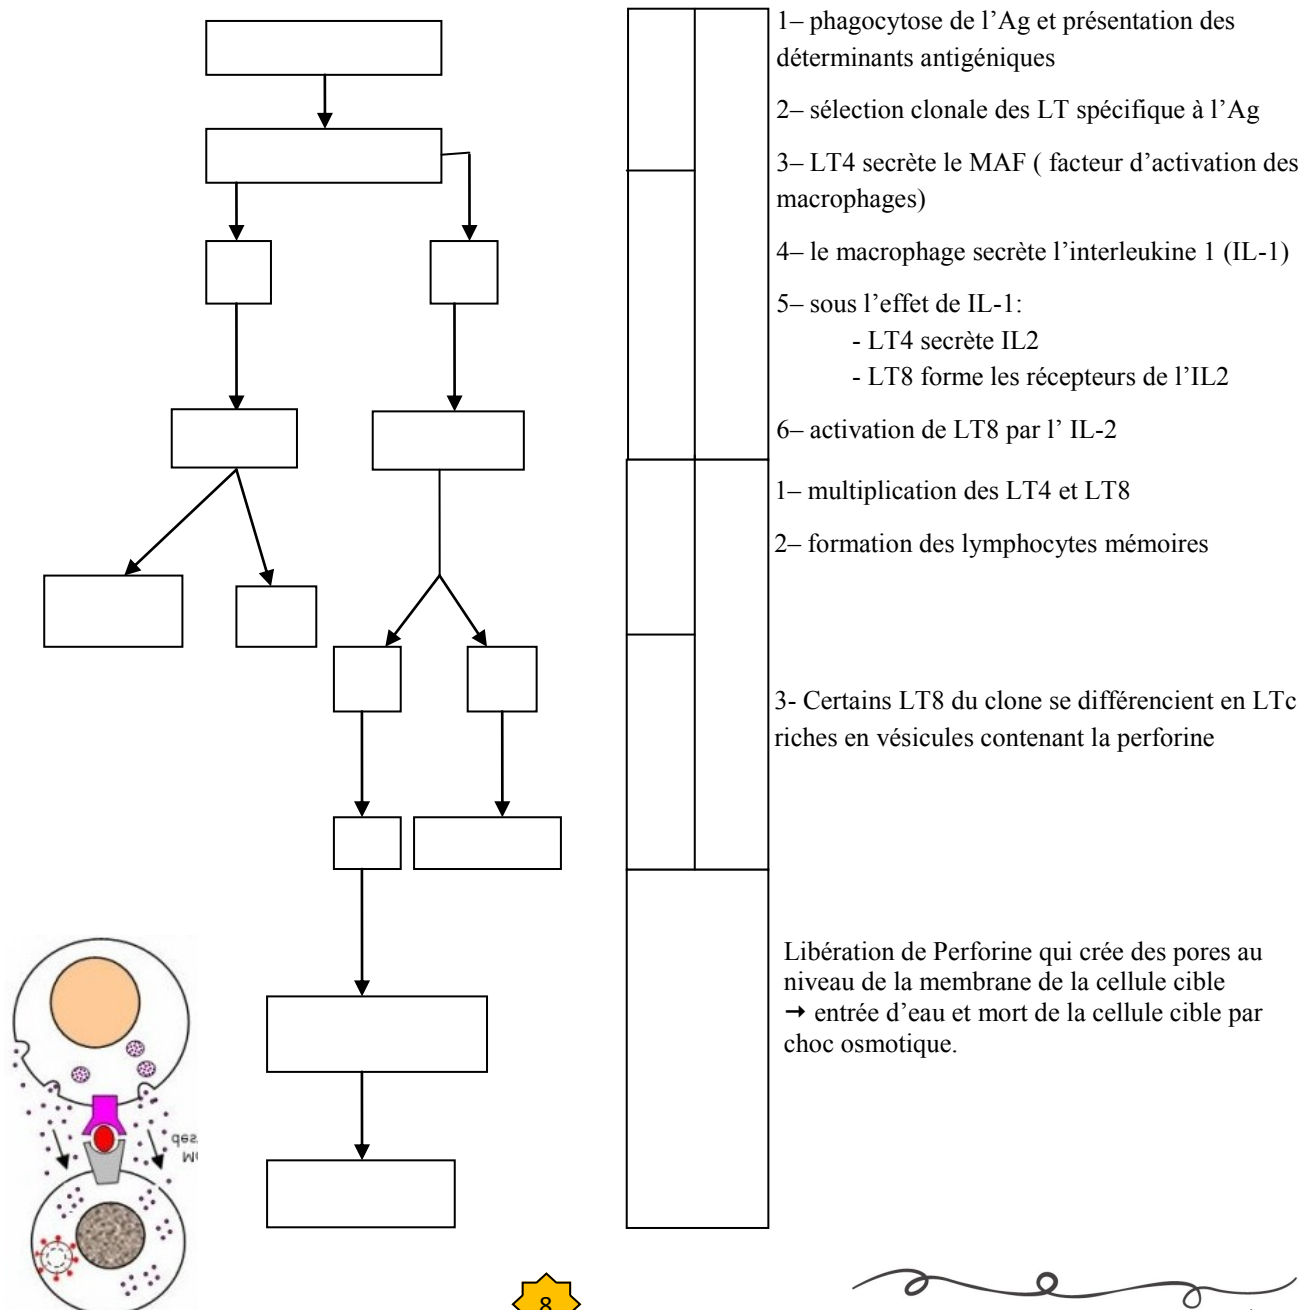 1– phagocytose de l’Ag et présentation des
déterminants antigéniques
2– sélection clonale des LT spécifique à l’Ag
3– LT4 secrète le MAF ( facteur d’activation des
macrophages)
4– le macrophage secrète l’interleukine 1 (IL-1)
5– sous l’effet de IL-1:
- LT4 secrète IL2
- LT8 forme les récepteurs de l’IL2
6– activation de LT8 par l’ IL-2
1– multiplication des LT4 et LT8
2– formation des lymphocytes mémoires
3- Certains LT8 du clone se différencient en LTc
riches en vésicules contenant la perforine
Libération de Perforine qui crée des pores au
niveau de la membrane de la cellule cible
→ entrée d’eau et mort de la cellule cible par
choc osmotique.
des
8